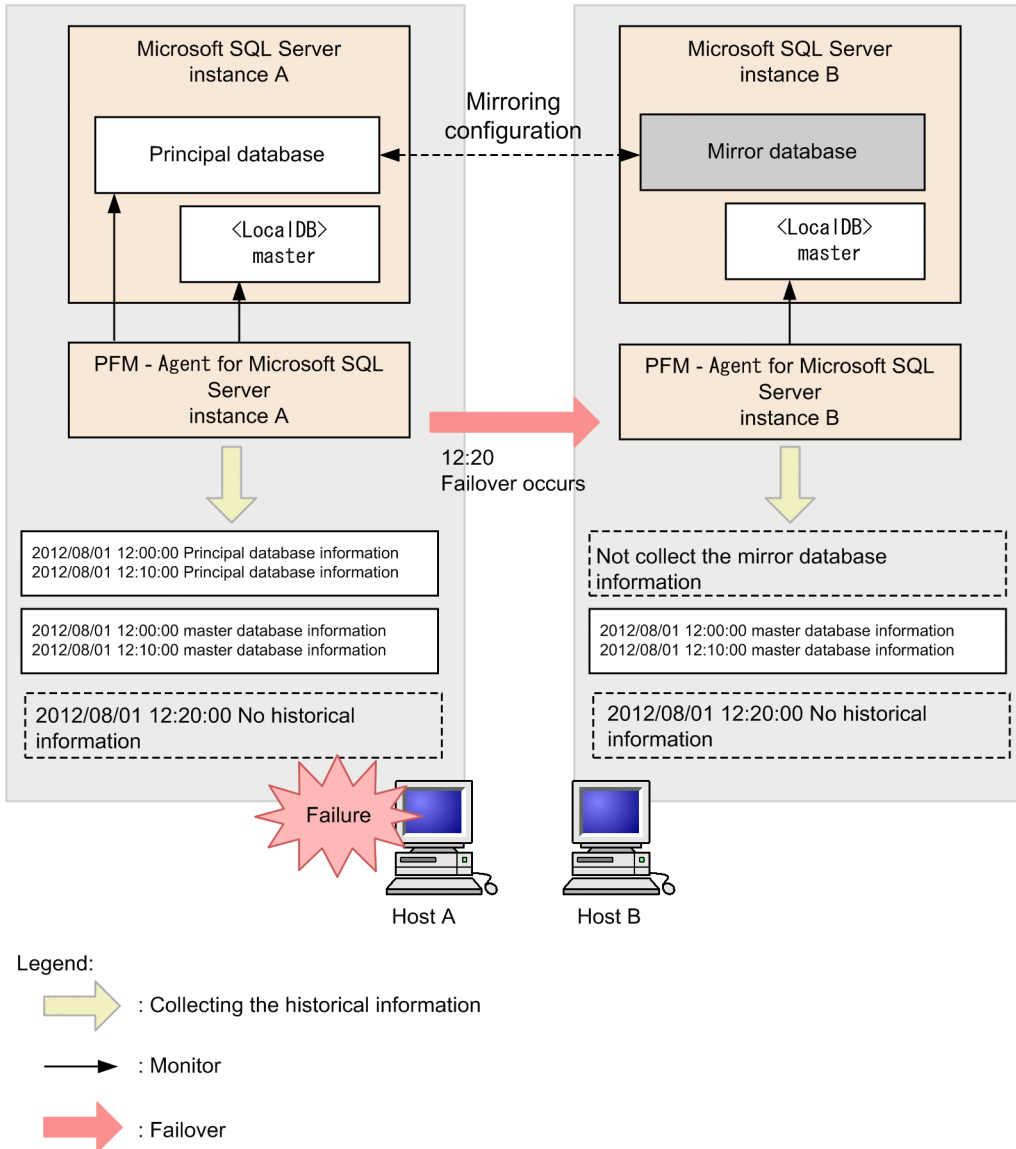 Microsoft SQL Server
instance A
Principal database
<LocalDB>
master
PFM - Agent for Microsoft SQL
Server
instance A
Mirroring
configuration
Microsoft SQL Server
instance B
Mirror database
<LocalDB>
master
PFM - Agent for Microsoft SQL
Server
instance B
12:20
Failover occurs
2012/08/01 12:00:00 Principal database information
2012/08/01 12:10:00 Principal database information
2012/08/01 12:00:00 master database information
2012/08/01 12:10:00 master database information
2012/08/01 12:20:00 No historical
information
Not collect the mirror database
information
2012/08/01 12:00:00 master database information
2012/08/01 12:10:00 master database information
2012/08/01 12:20:00 No historical
information
Failure
Host A
Host B
Legend:
: Collecting the historical information
: Monitor
: Failover